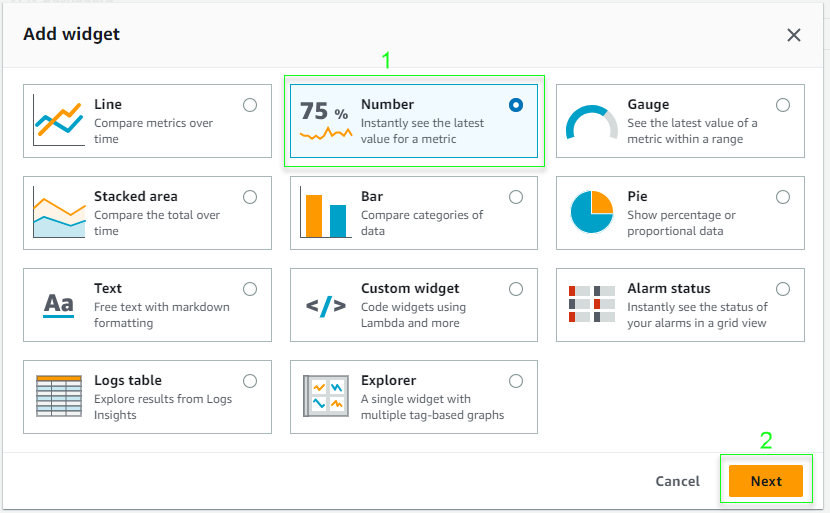 Add widget
1
Line
Compare metrics over
time
75 %
Number
Instantly see the latest
value for a metric
Gauge
See the latest value of a
metric within a range
Stacked area
Compare the total over
time
Bar
Compare categories of
data
Pie
Show percentage or
proportional data
Aa
Text
Free text with markdown
formatting
</>
Custom widget
Code widgets using
Lambda and more
Alarm status
Instantly see the status of
your alarms in a grid view
Logs table
Explore results from Logs
Insights
Explorer
A single widget with
multiple tag-based graphs
2
Cancel
Next